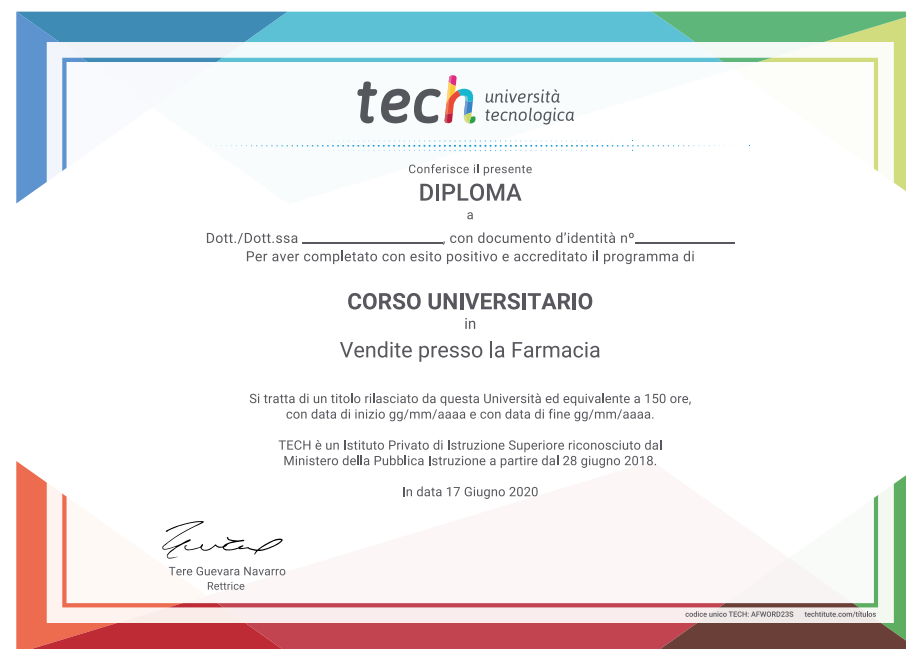 tech università
tecnologica
Conferisce il presente
DIPLOMA
a
Dott./Dott.ssa ____________________, con documento d'identità nº______________
Per aver completato con esito positivo e accreditato il programma di
CORSO UNIVERSITARIO
in
Vendite presso la Farmacia
Si tratta di un titolo rilasciato da questa Università ed equivalente a 150 ore,
con data di inizio gg/mm/aaaa e con data di fine gg/mm/aaaa.
TECH è un Istituto Privato di Istruzione Superiore riconosciuto dal
Ministero della Pubblica Istruzione a partire dal 28 giugno 2018.
In data 17 Giugno 2020
Tere Guevara Navarro
Rettrice
codice unico TECH: AFWORD23S techtitute.com/titulos